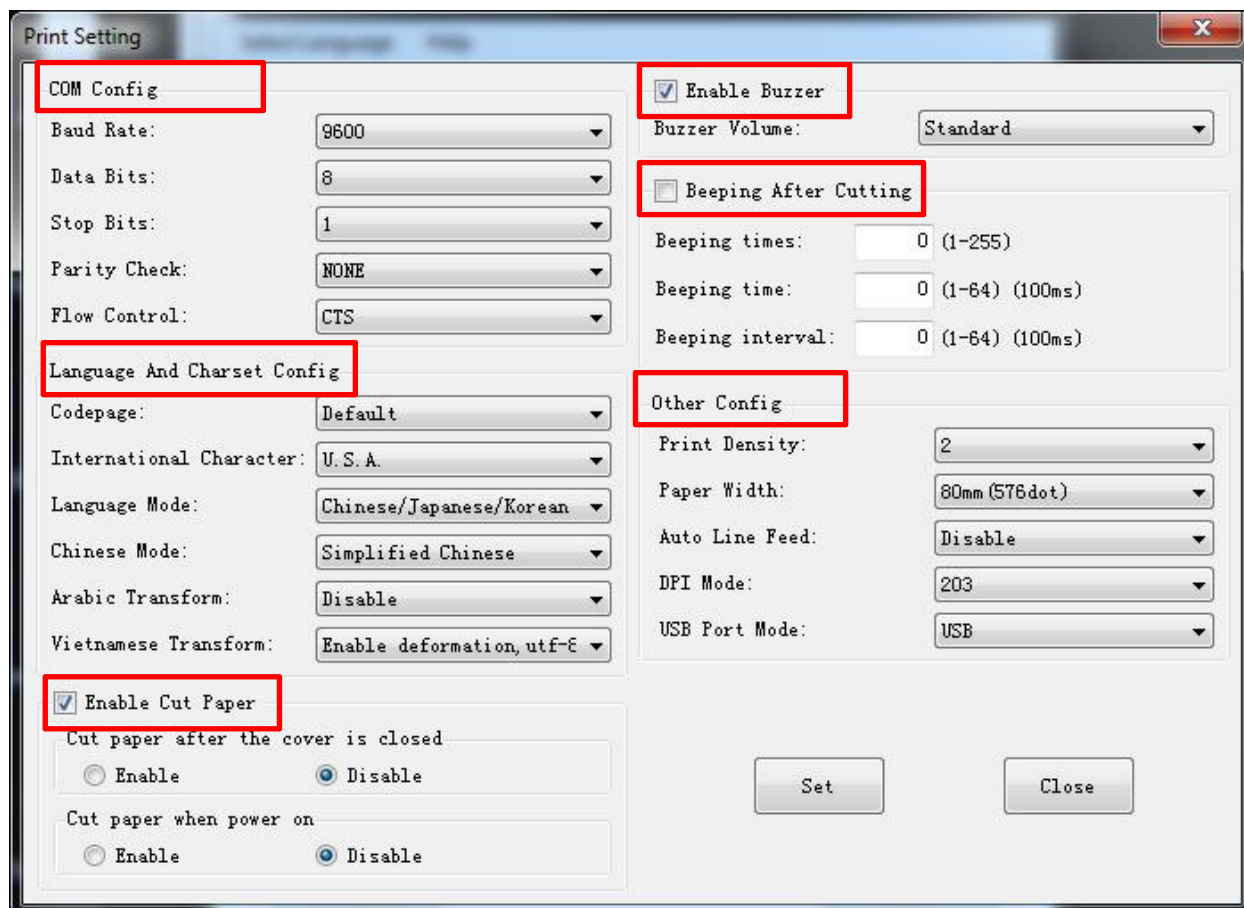 Print Setting
Select Language Help
COM Config
Baud Rate: 9600
Data Bits: 8
Stop Bits: 1
Parity Check: NONE
Flow Control: CTS
Language And Charset Config
Codepage: Default
International Character: U.S.A.
Language Mode: Chinese/Japanese/Korean
Chinese Mode: Simplified Chinese
Arabic Transform: Disable
Vietnamese Transform: Enable deformation,utf-8
Enable Cut Paper
Cut paper after the cover is closed
Enable Disable
Cut paper when power on
Enable Disable
Enable Buzzer
Buzzer Volume: Standard
Beeping After Cutting
Beeping times: 0 (1-255)
Beeping time: 0 (1-64) (100ms)
Beeping interval: 0 (1-64) (100ms)
Other Config
Print Density: 2
Paper Width: 80mm(576dot)
Auto Line Feed: Disable
DPI Mode: 203
USB Port Mode: USB
Set Close